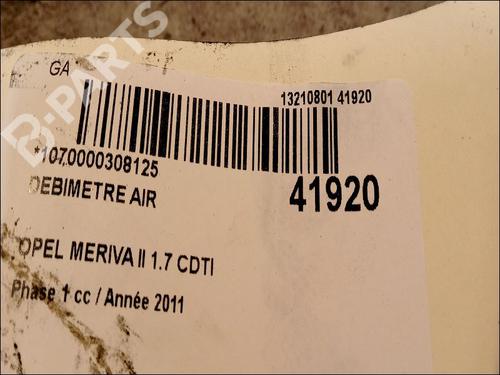 B-PARTS
GA
13210801 41920
*1070000308125
DEBIMETRE AIR
41920
OPEL MERIVA II 1.7 CDTI
Phase 1 cc / Année 2011